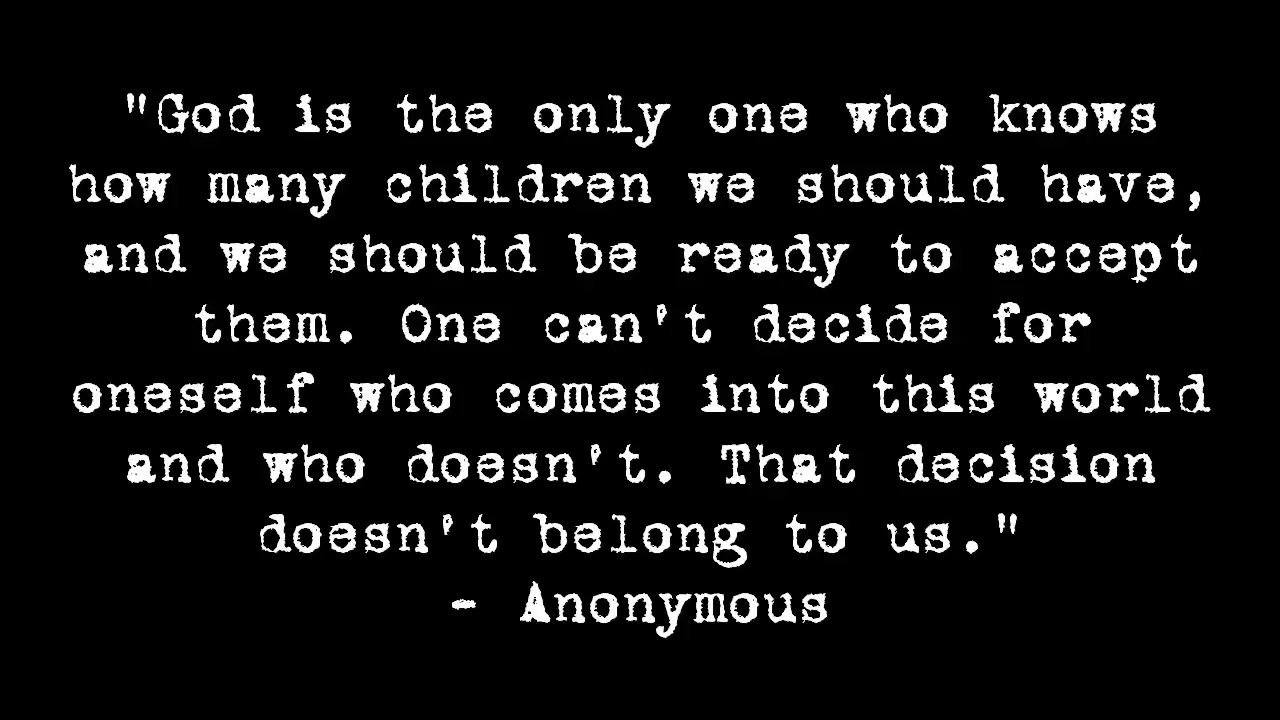 "God is the only one who knows
how many children we should have,
and we should be ready to accept
them. One can't decide for
oneself who comes into this world
and who doesn't. That decision
doesn't belong to us."
- Anonymous